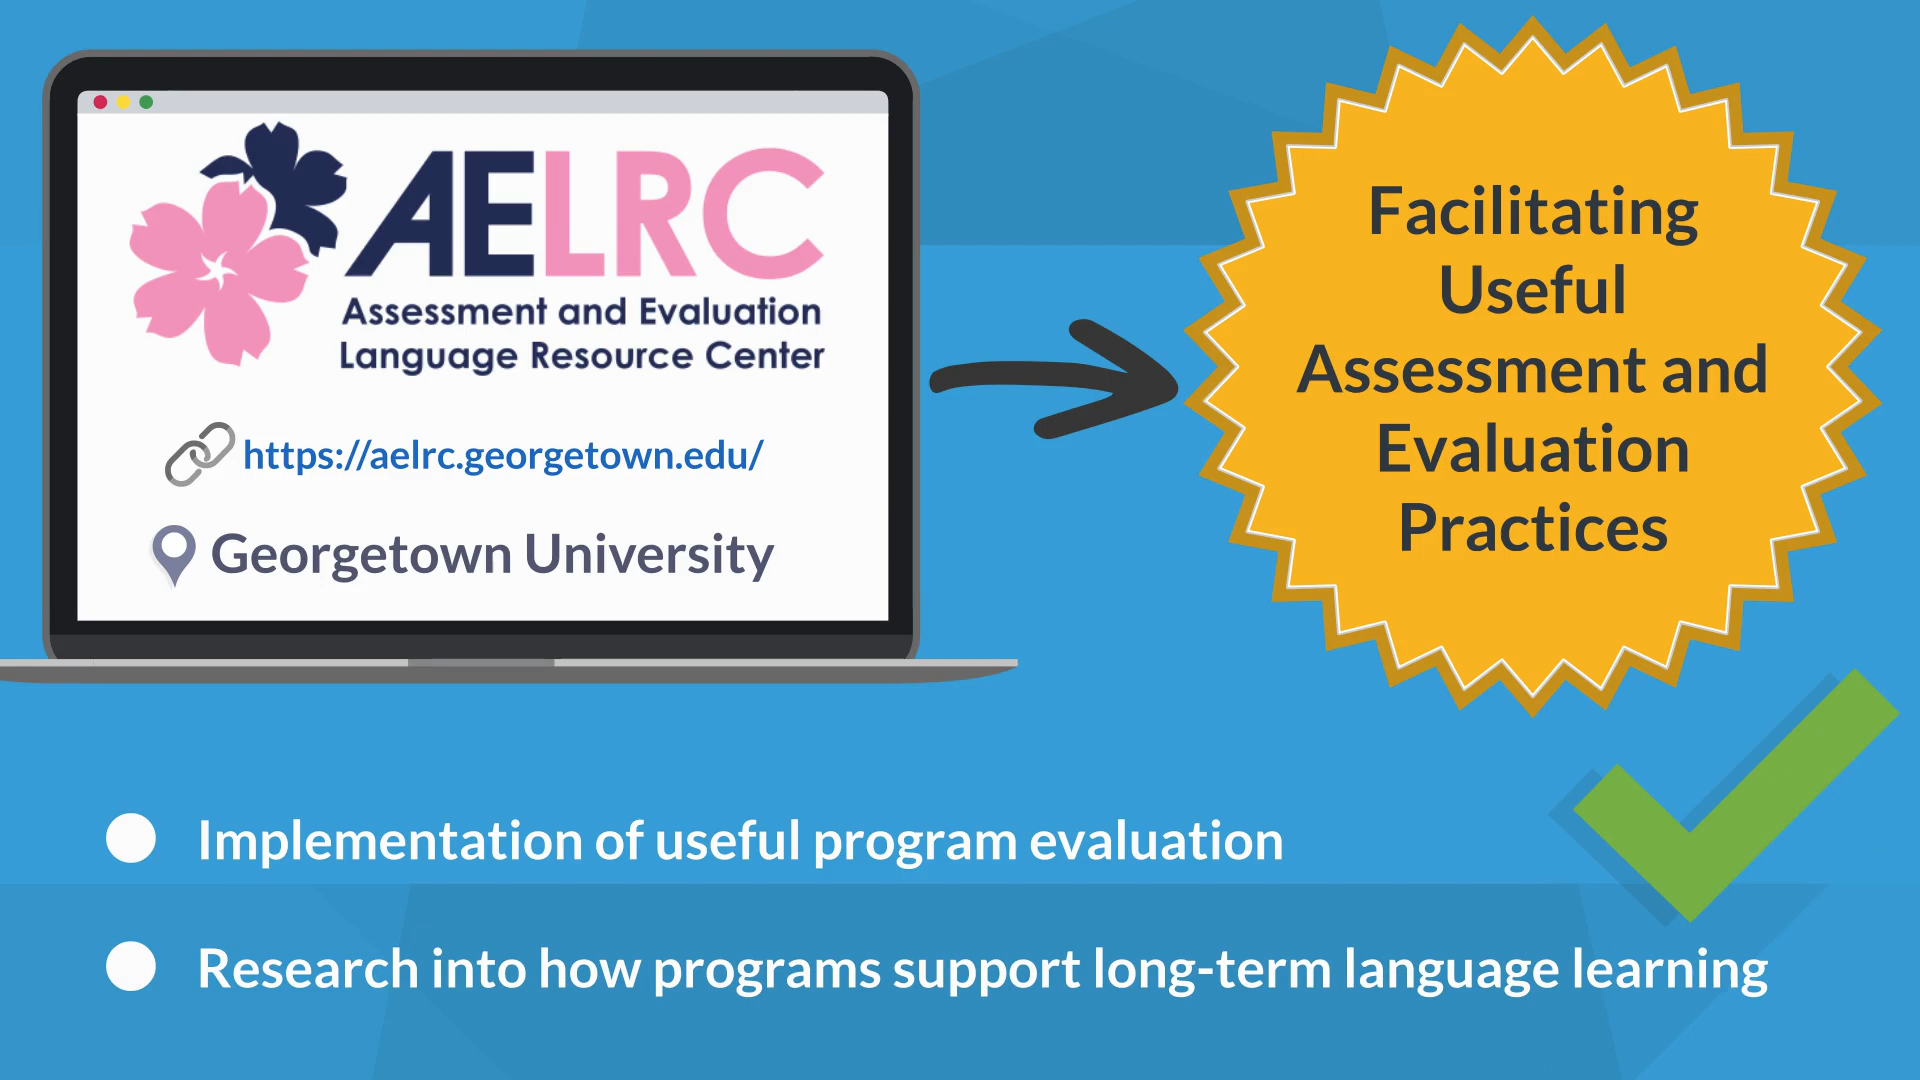 AELRC
Assessment and Evaluation
Language Resource Center
https://aelrc.georgetown.edu/
Georgetown University
Facilitating
Useful
Assessment and
Evaluation
Practices
Implementation of useful program evaluation
Research into how programs support long-term language learning